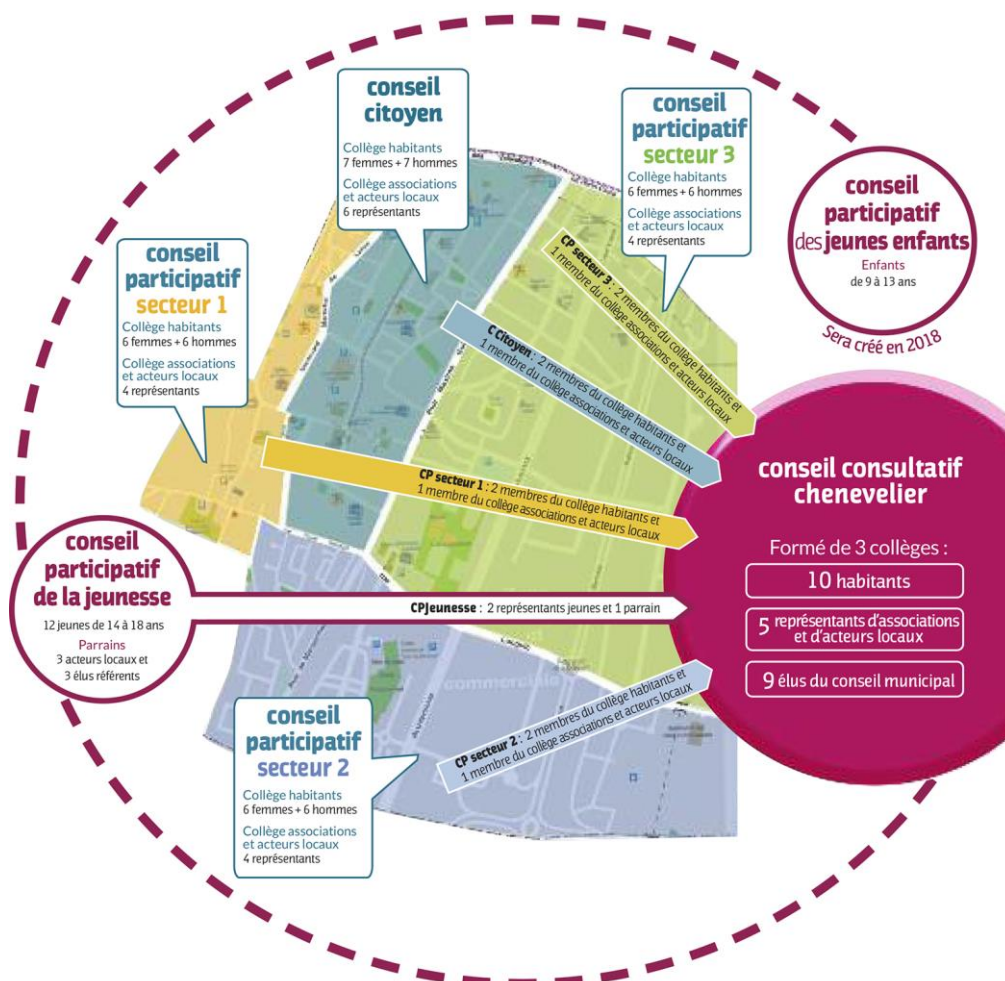 conseil
citoyen
Collège habitants
7 femmes + 7 hommes
Collège associations
et acteurs locaux
6 représentants
conseil
participatif
secteur 3
Collège habitants
6 femmes + 6 hommes
Collège associations
et acteurs locaux
4 représentants
conseil
participatif
des jeunes enfants
Enfants
de 9 à 13 ans
Sera créé en 2018
conseil
participatif
secteur 1
Collège habitants
6 femmes + 6 hommes
Collège associations
et acteurs locaux
4 représentants
CP secteur 3 : 2 membres du collège habitants et
1 membre du collège associations et acteurs locaux
C Citoyen : 2 membres du collège habitants et
1 membre du collège associations et acteurs locaux
CP secteur 1 : 2 membres du collège habitants et
1 membre du collège associations et acteurs locaux
conseil consultatif
chenevelier
Formé de 3 collèges :
10 habitants
5 représentants d'associations
et d'acteurs locaux
9 élus du conseil municipal
conseil
participatif
de la jeunesse
12 jeunes de 14 à 18 ans
Parrains
3 acteurs locaux et
3 élus référents
CPJeunesse : 2 représentants jeunes et 1 parrain
commerciale
CP secteur 2 : 2 membres du collège habitants et
1 membre du collège associations et acteurs locaux
conseil
participatif
secteur 2
Collège habitants
6 femmes + 6 hommes
Collège associations
et acteurs locaux
4 représentants